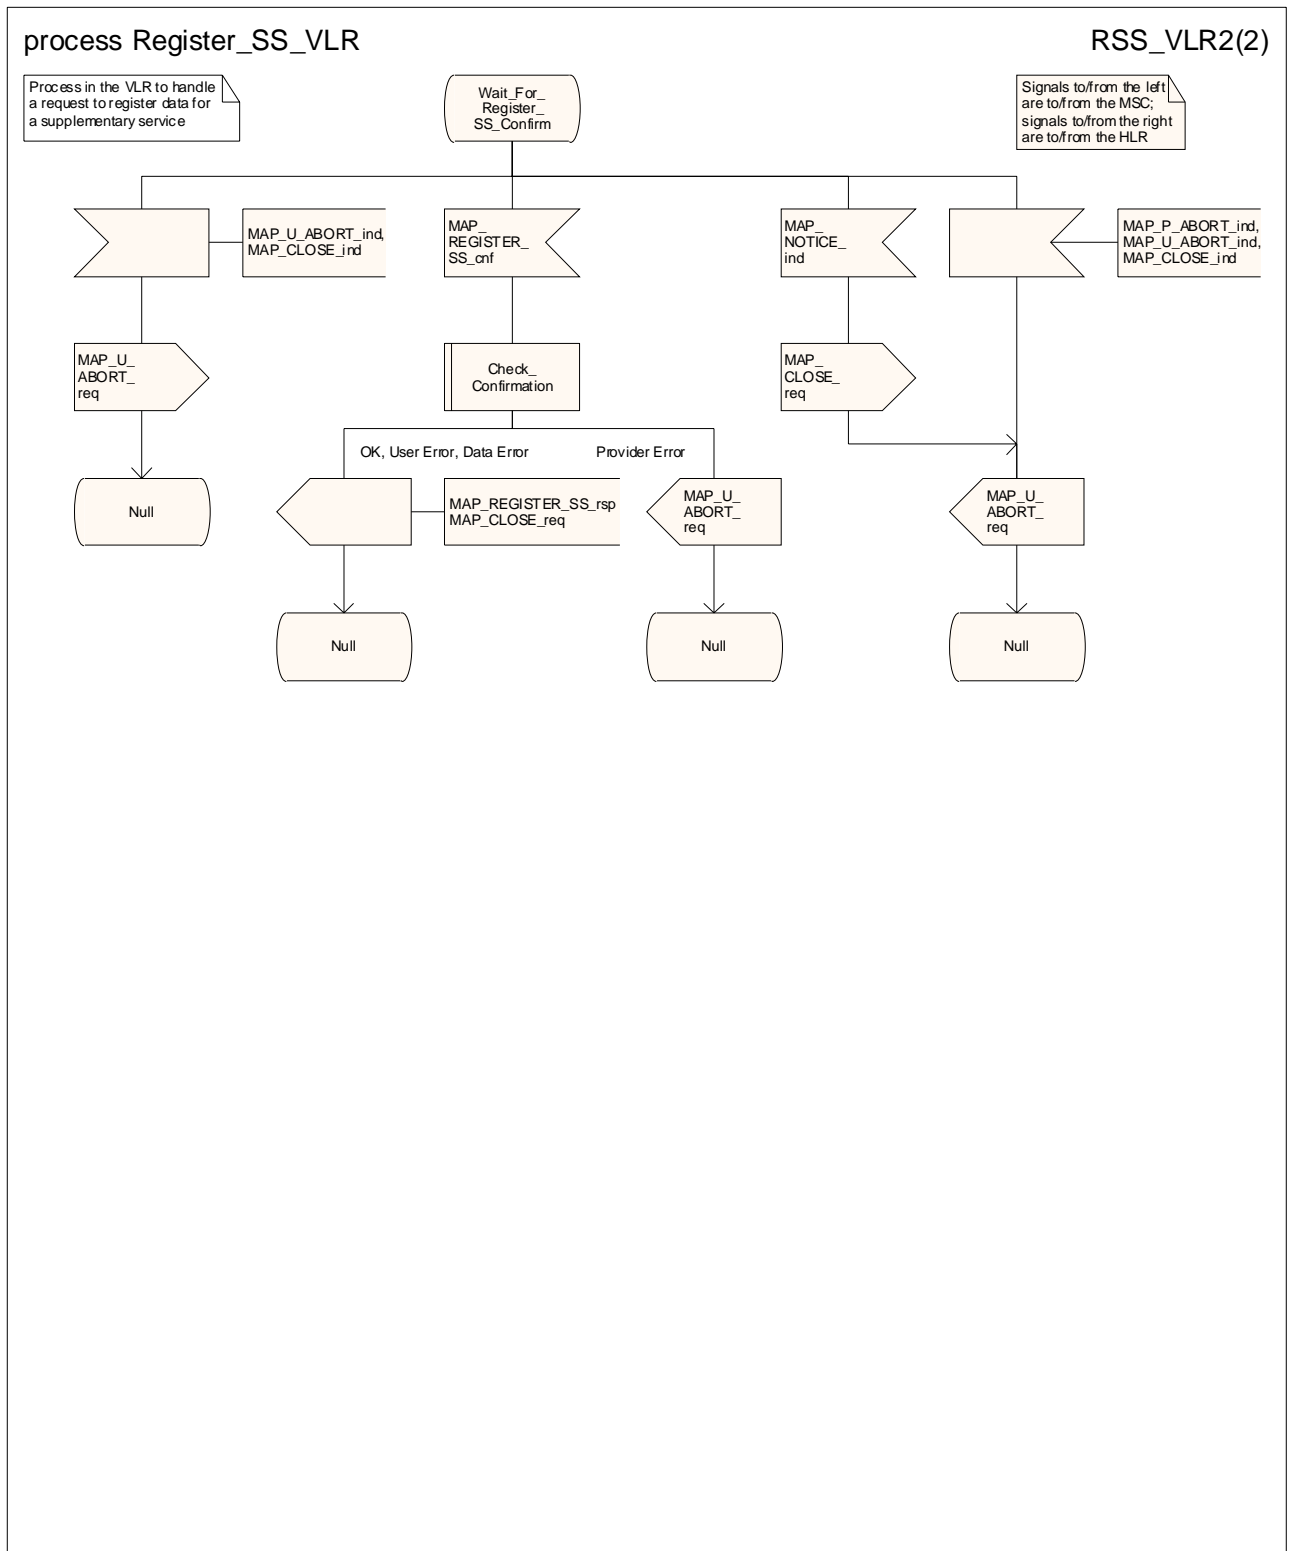 process Register_SS_VLR
RSS_VLR2(2)
Process in the VLR to handle
a request to register data for
a supplementary service
Wait_For_
Register_
SS_Confirm
Signals to/from the left
are to/from the MSC;
signals to/from the right
are to/from the HLR
MAP_U_ABORT_ind,
MAP_CLOSE_ind
MAP_
REGISTER_
SS_cnf
MAP_
NOTICE_
ind
MAP_P_ABORT_ind,
MAP_U_ABORT_ind,
MAP_CLOSE_ind
MAP_U_
ABORT_
req
Check_
Confirmation
MAP_
CLOSE_
req
OK, User Error, Data Error
Provider Error
Null
MAP_REGISTER_SS_rsp
MAP_CLOSE_req
MAP_U_
ABORT_
req
MAP_U_
ABORT_
req
Null
Null
Null